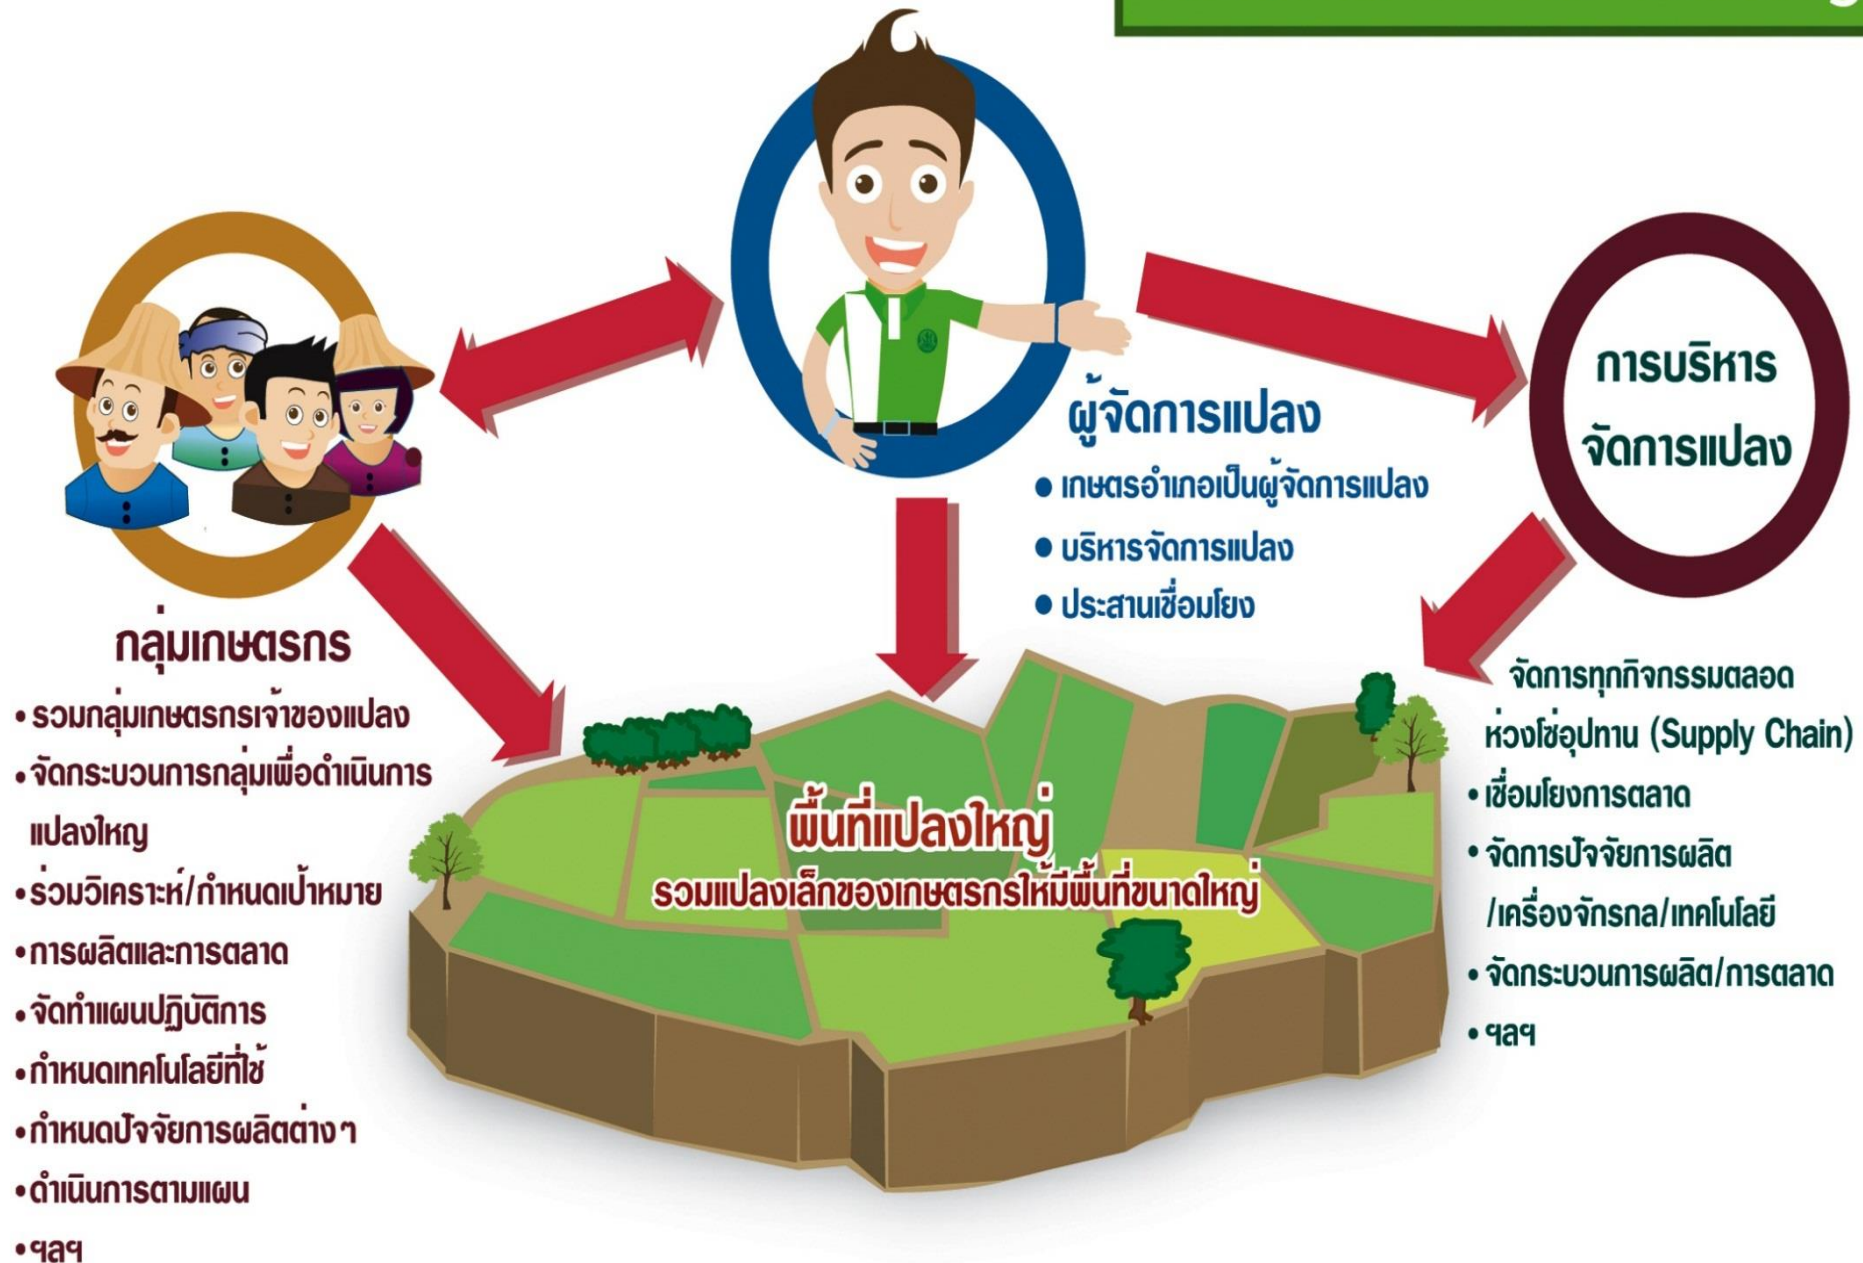 ผู้จัดการแปลง
• เกษตรอำเภอเป็นผู้จัดการแปลง
• บริหารจัดการแปลง
• ประสานเชื่อมโยง
การบริหาร
จัดการแปลง
กลุ่มเกษตรกร
• รวมกลุ่มเกษตรกรเจ้าของแปลง
• จัดกระบวนการกลุ่มเพื่อดำเนินการ
แปลงใหญ่
• ร่วมวิเคราะห์/กำหนดเป้าหมาย
• การผลิตและการตลาด
• จัดทำแผนปฏิบัติการ
• กำหนดเทคโนโลยีที่ใช้
• กำหนดปัจจัยการผลิตต่างๆ
• ดำเนินการตามแผน
• ฯลฯ
พื้นที่แปลงใหญ่
รวมแปลงเล็กของเกษตรกรให้มีพื้นที่ขนาดใหญ่
จัดการทุกกิจกรรมตลอด
ห่วงโซ่อุปทาน (Supply Chain)
• เชื่อมโยงการตลาด
• จัดการปัจจัยการผลิต
/เครื่องจักรกล/เทคโนโลยี
• จัดกระบวนการผลิต/การตลาด
• ฯลฯ